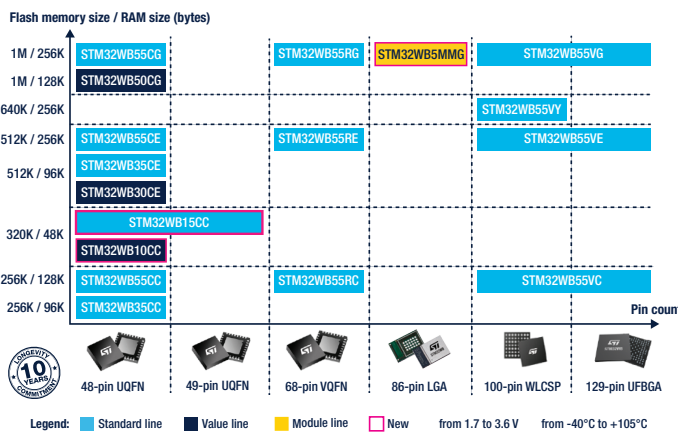 Flash memory size / RAM size (bytes)
1M / 256K STM32WB55CG STM32WB55RG STM32WB5MMG STM32WB55VG
1M / 128K STM32WB50CG
640K / 256K STM32WB55VY
512K / 256K STM32WB55CE STM32WB55RE STM32WB55VE
512K / 96K STM32WB35CE
STM32WB30CE
320K / 48K STM32WB15CC
STM32WB10CC
256K / 128K STM32WB55CC STM32WB55RC STM32WB55VC
256K / 96K STM32WB35CC
Pin count
LONGEVITY
10
YEARS
COMMITMENT
48-pin UQFN 49-pin UQFN 68-pin VQFN 86-pin LGA 100-pin WLCSP 129-pin UFBGA
Legend: Standard line Value line Module line New from 1.7 to 3.6 V from -40°C to +105°C